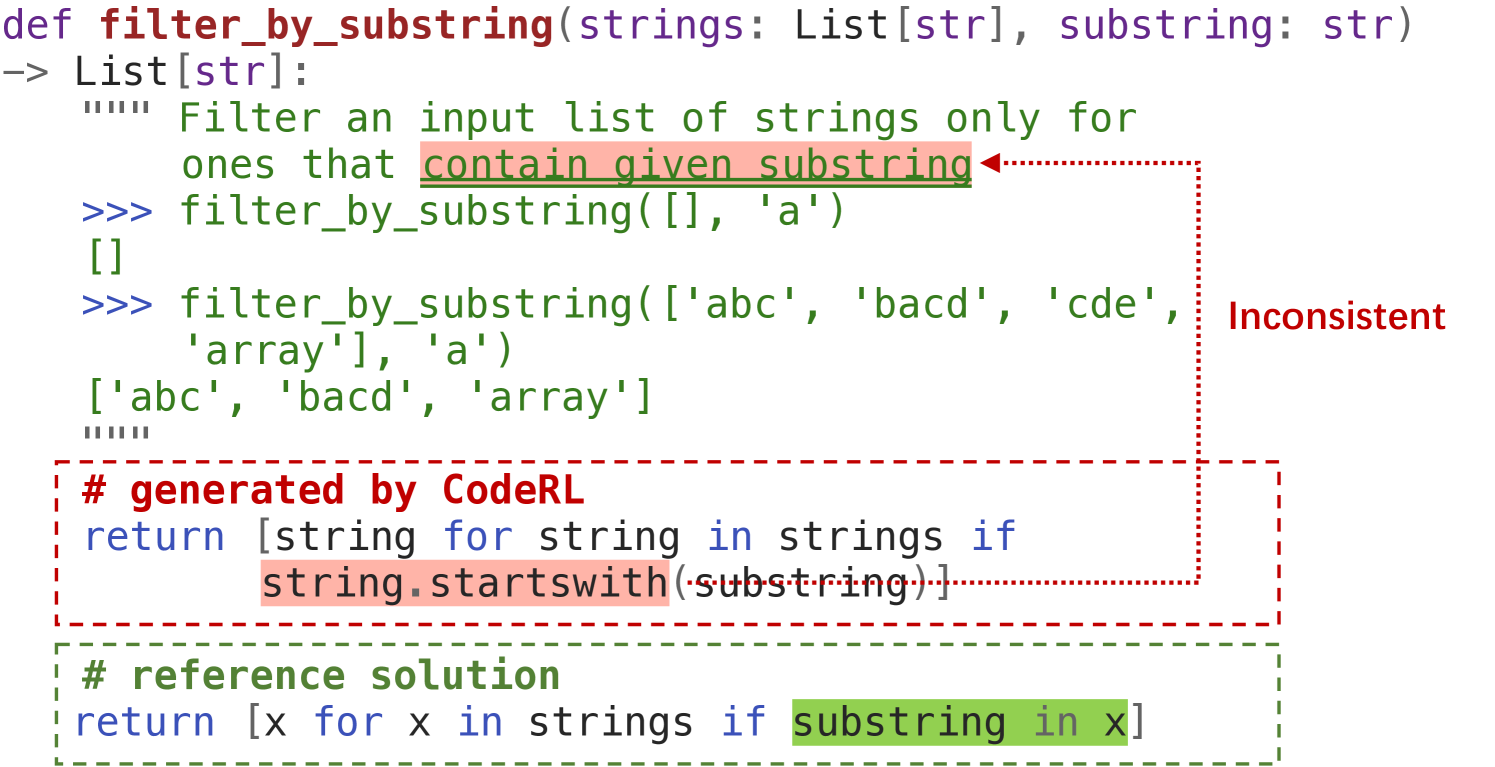 def filter_by_substring(strings: List[str], substring: str)
-> List[str]:
""" Filter an input list of strings only for
ones that contain given substring
>>> filter_by_substring([], 'a')
[]
>>> filter_by_substring(['abc', 'bacd', 'cde',
'array'], 'a')
['abc', 'bacd', 'array']
"""
Inconsistent
# generated by CodeRL
return [string for string in strings if
string.startswith(substring)]
# reference solution
return [x for x in strings if substring in x]